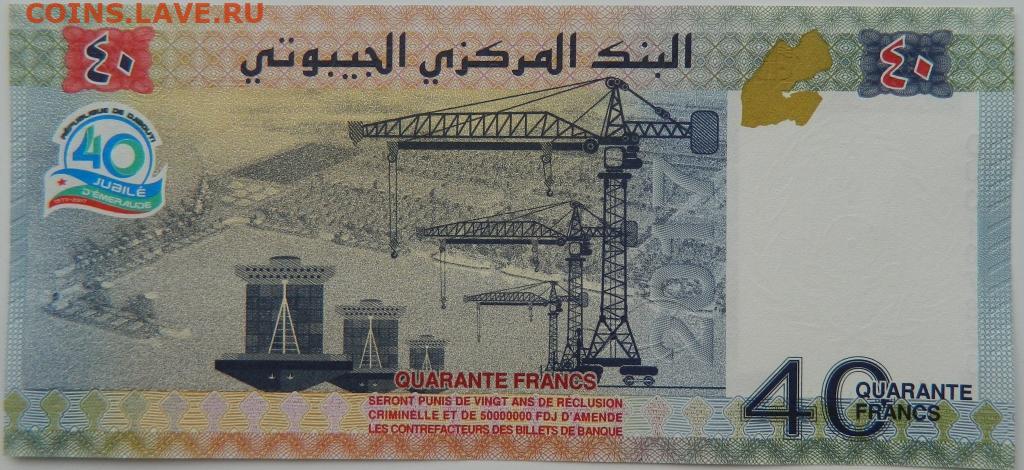 COINS.LAVE.RU
٤٠
البنك المركزي الجيبوتي
٤٠
RÉPUBLIQUE DE DJIBOUTI
40
JUBILÉ
D'ÉMERAUDE
1977-2017
2017
QUARANTE FRANCS
SERONT PUNIS DE VINGT ANS DE RÉCLUSION
CRIMINELLE ET DE 50000000 FDJ D'AMENDE
LES CONTREFACTEURS DES BILLETS DE BANQUE
40
QUARANTE
FRANCS